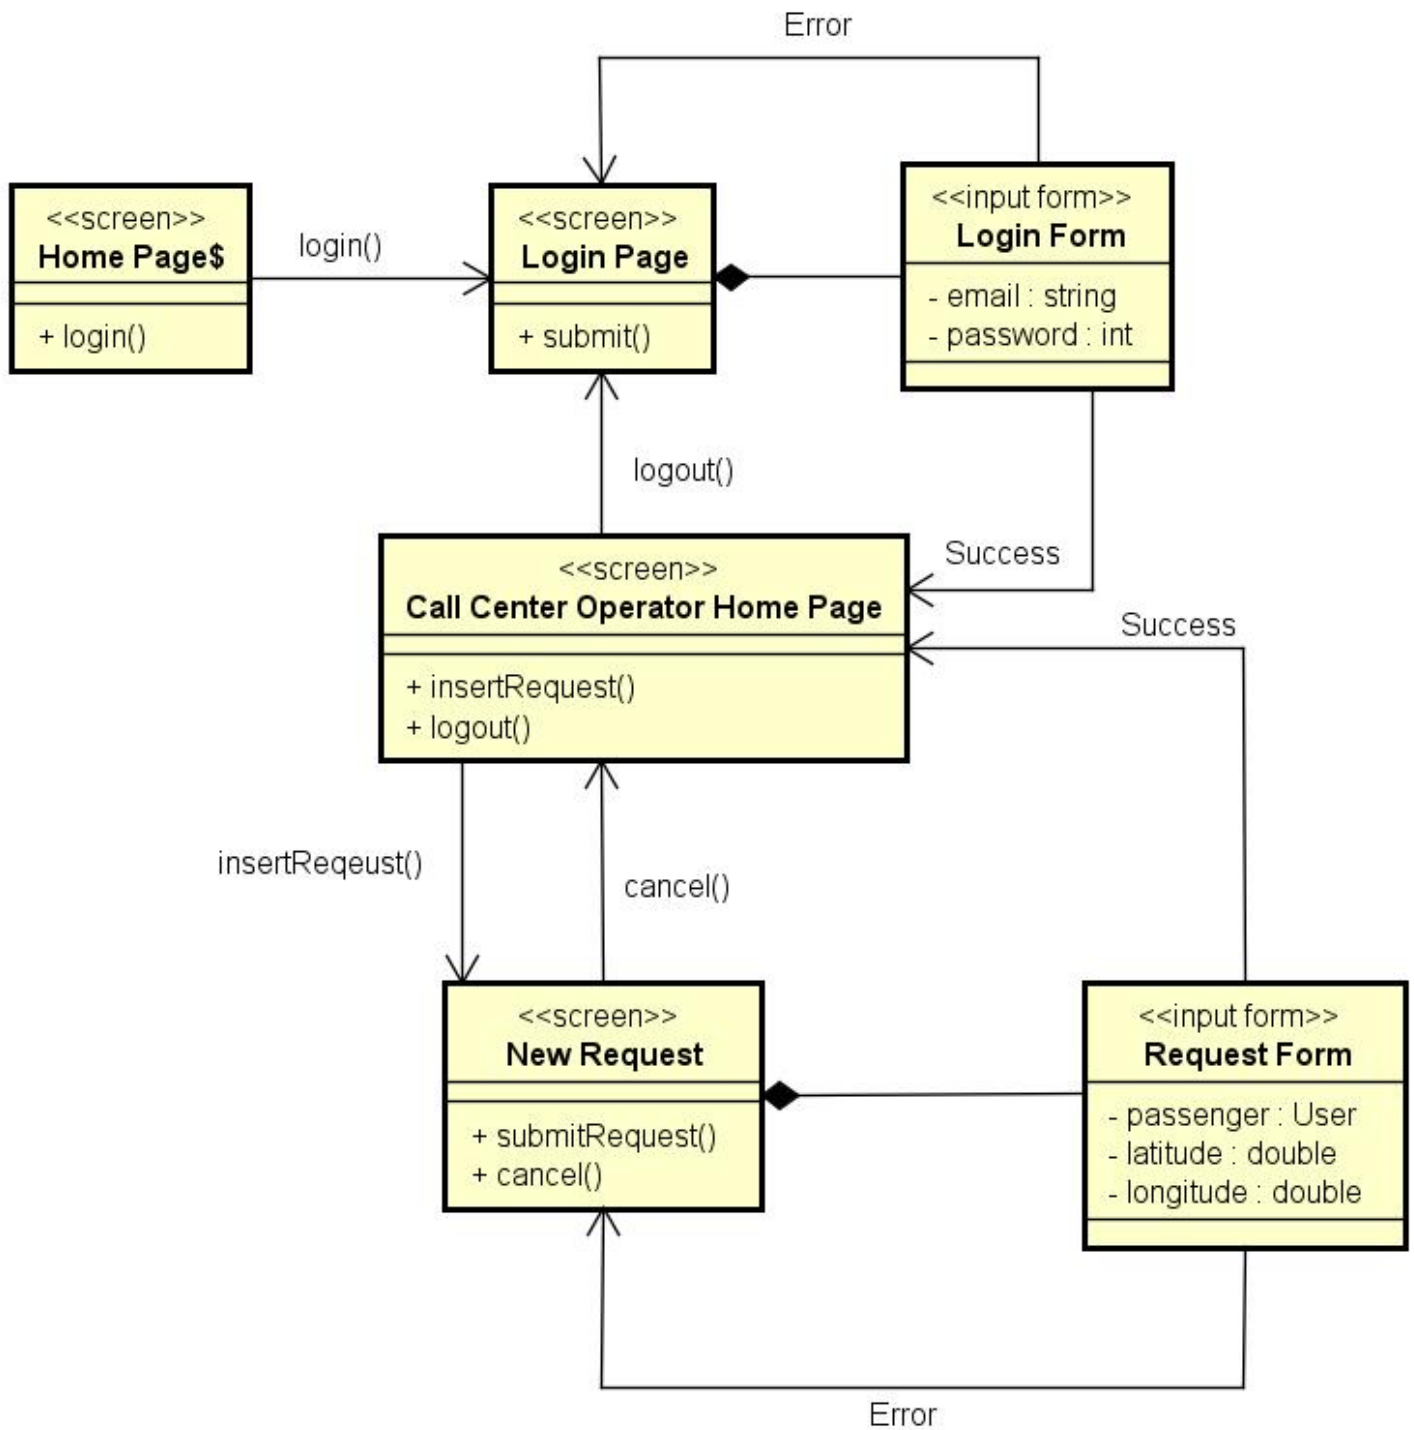 Error
<<screen>>
Home Page$
+ login()
login()
<<screen>>
Login Page
+ submit()
<<input form>>
Login Form
- email : string
- password : int
logout()
Success
<<screen>>
Call Center Operator Home Page
+ insertRequest()
+ logout()
Success
insertReqeust()
cancel()
<<screen>>
New Request
+ submitRequest()
+ cancel()
<<input form>>
Request Form
- passenger : User
- latitude : double
- longitude : double
Error